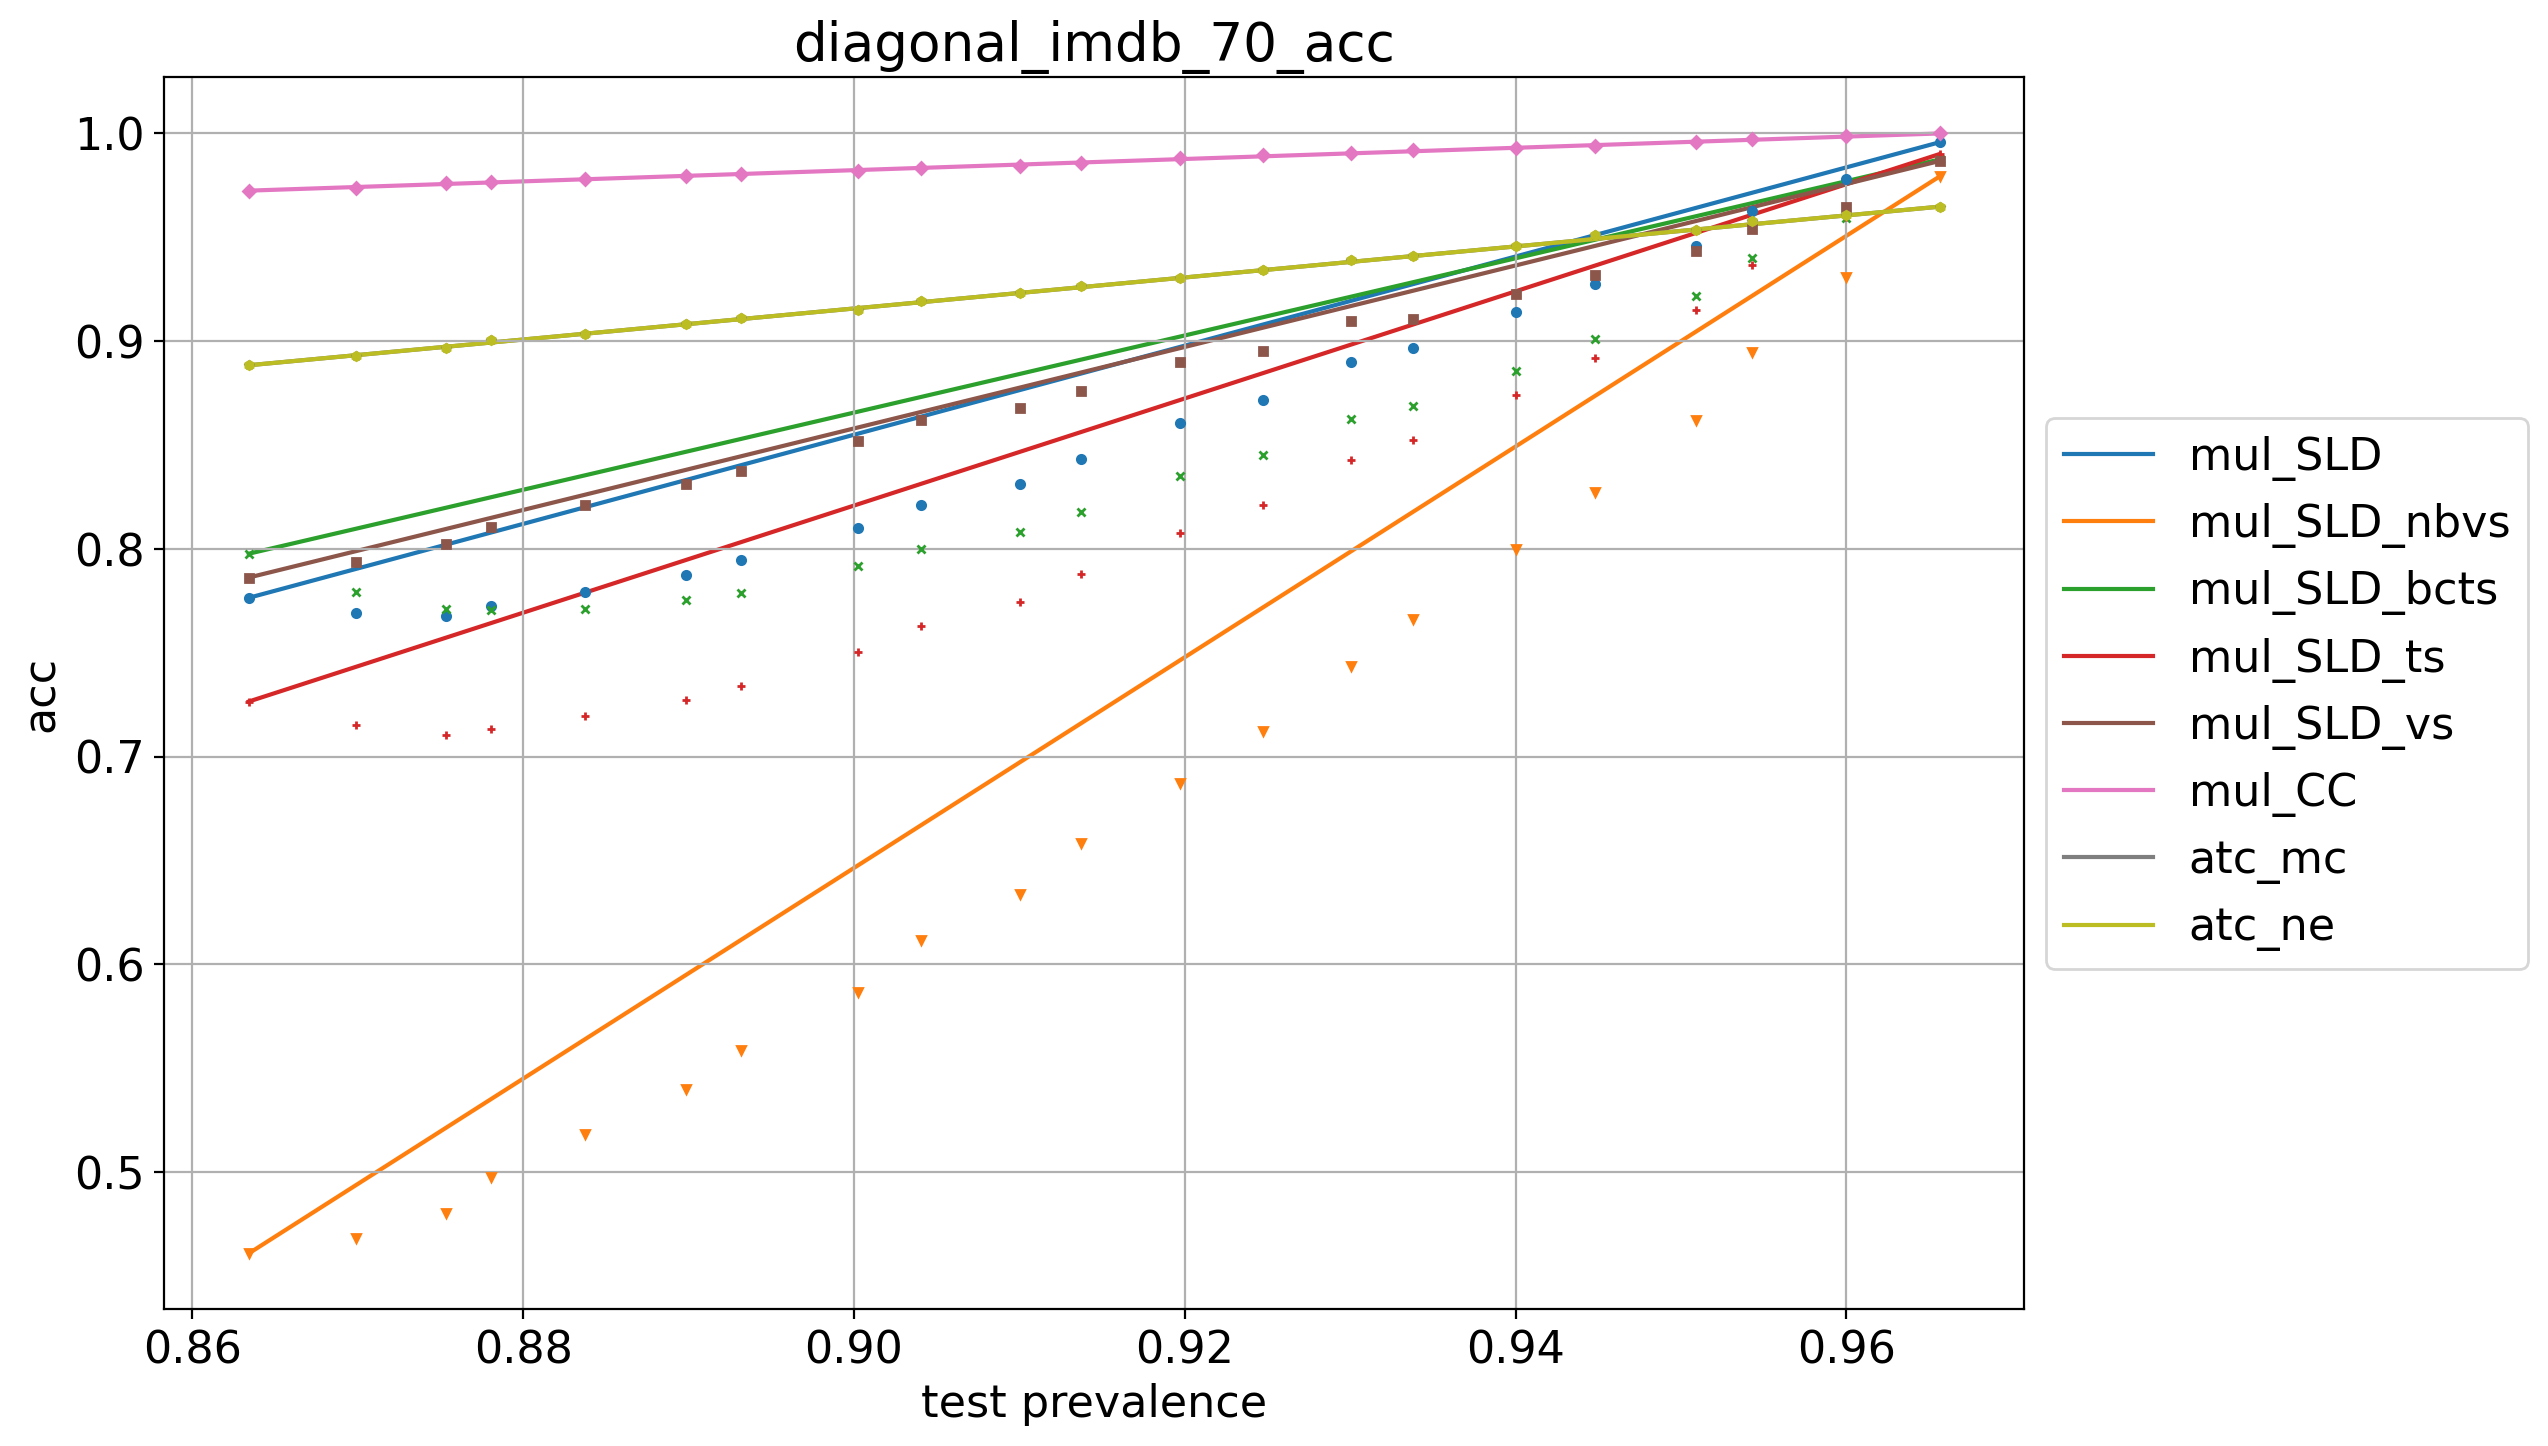 diagonal_imdb_70_acc
1.0
0.9
0.8
0.7
0.6
0.5
acc
0.86 0.88 0.90 0.92 0.94 0.96
test prevalence
mul_SLD
mul_SLD_nbvs
mul_SLD_bcts
mul_SLD_ts
mul_SLD_vs
mul_CC
atc_mc
atc_ne